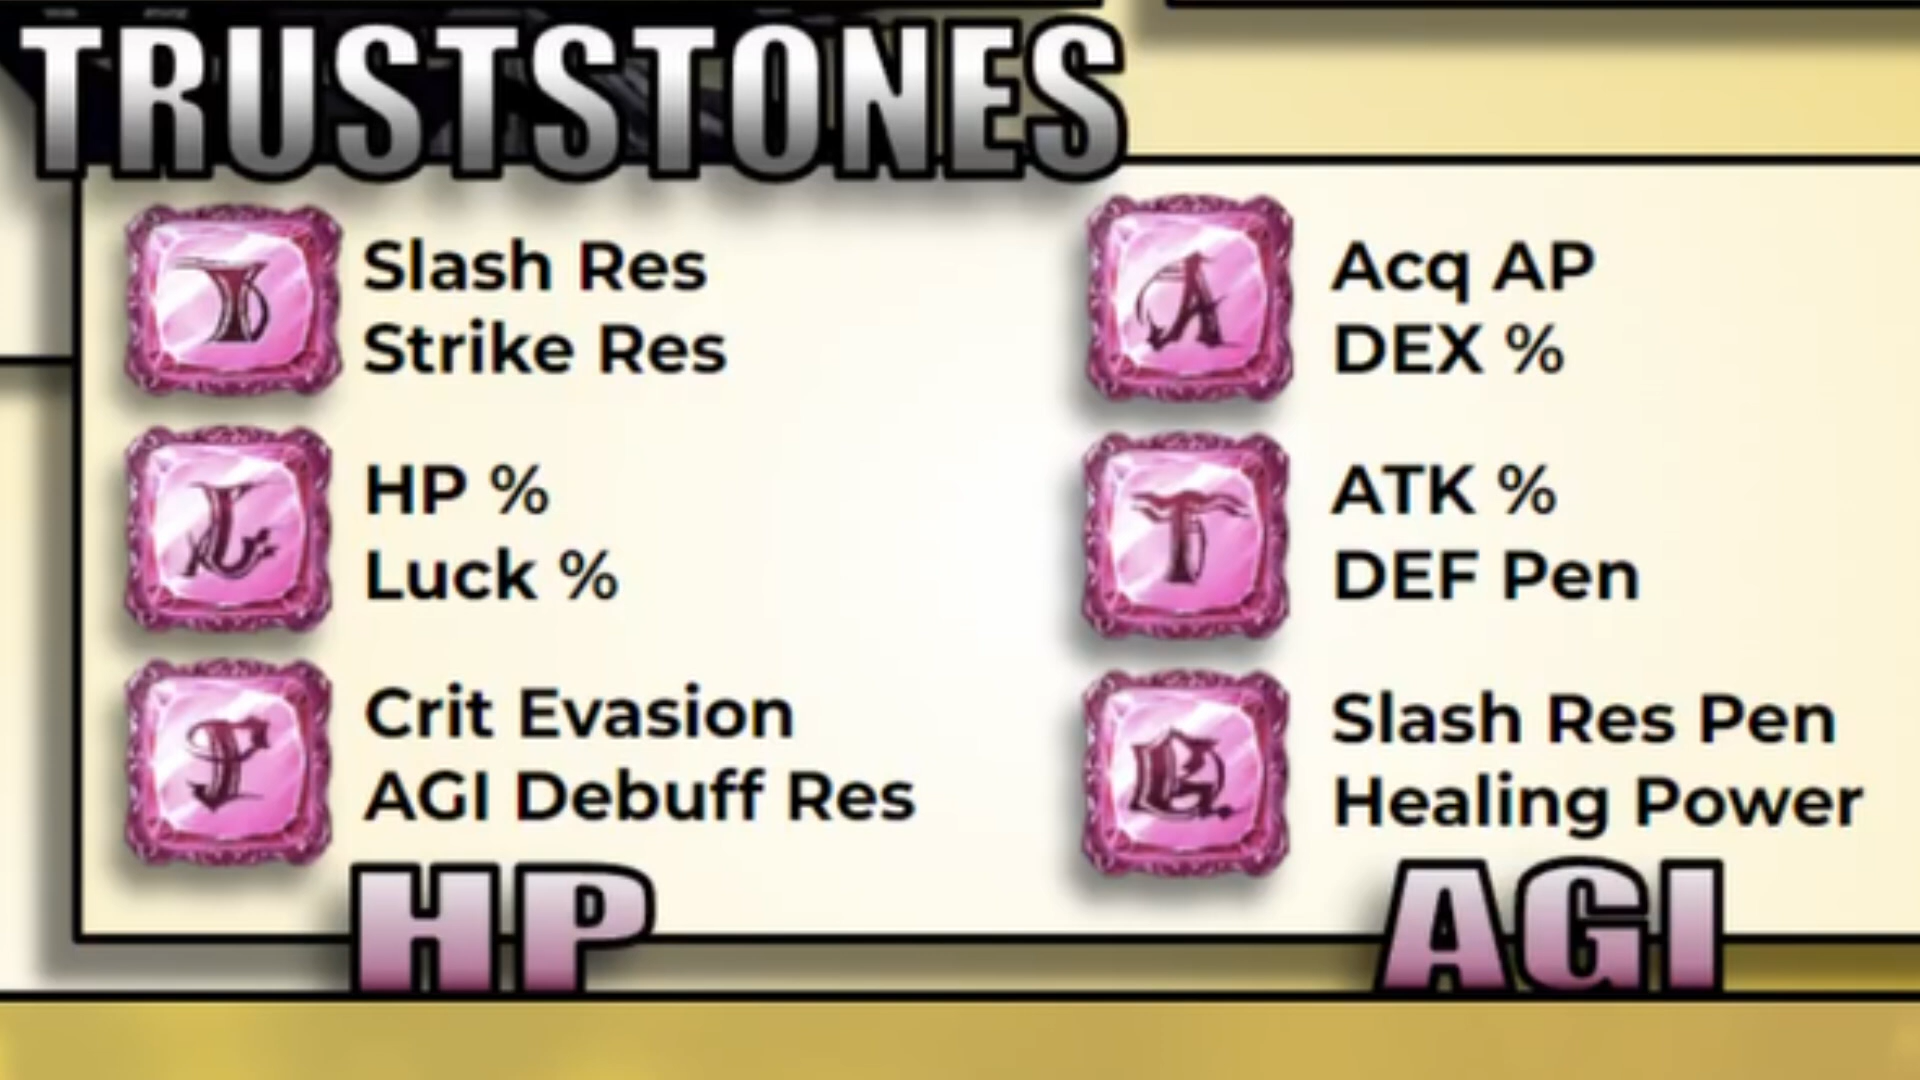 TRUSTSTONES
I
Slash Res
Strike Res
L
HP %
Luck %
Crit Evasion
AGI Debuff Res
HP
A
Acq AP
DEX %
T
ATK %
DEF Pen
Slash Res Pen
Healing Power
AGI